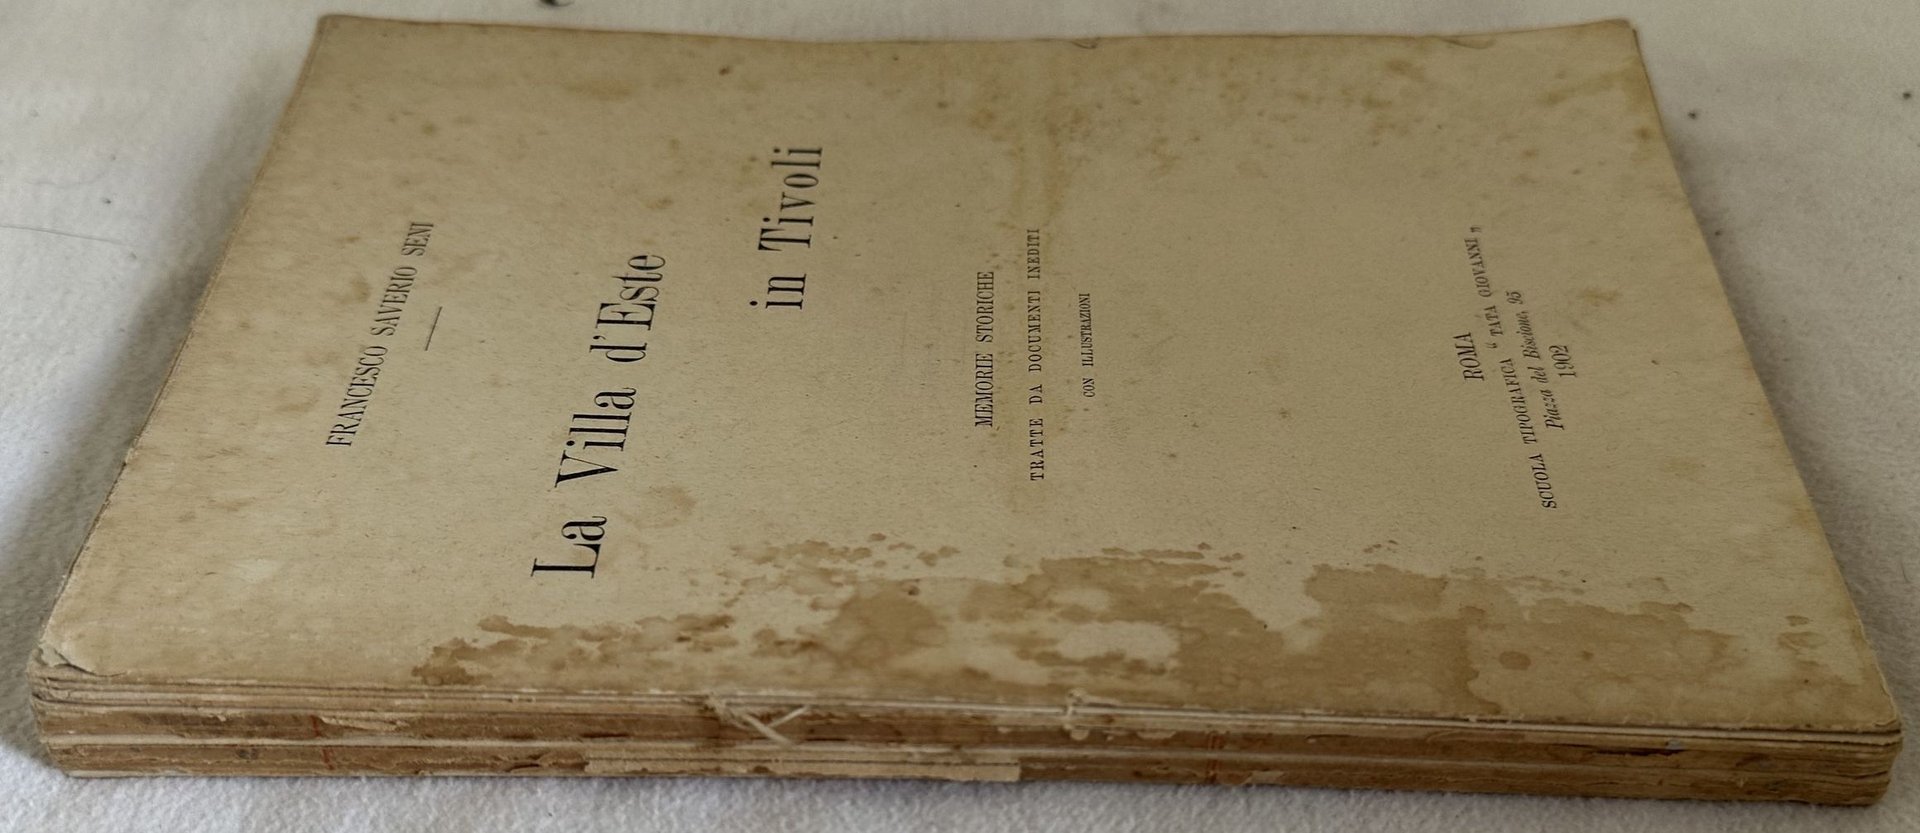 FRANCESCO SAVERIO SENI
La Villa d'Este
in Tivoli
MEMORIE STORICHE
TRATTE DA DOCUMENTI INEDITI
CON ILLUSTRAZIONI
ROMA
SCUOLA TIPOGRAFICA “ TATA GIOVANNI „
Piazza del Biscione, 95
1902